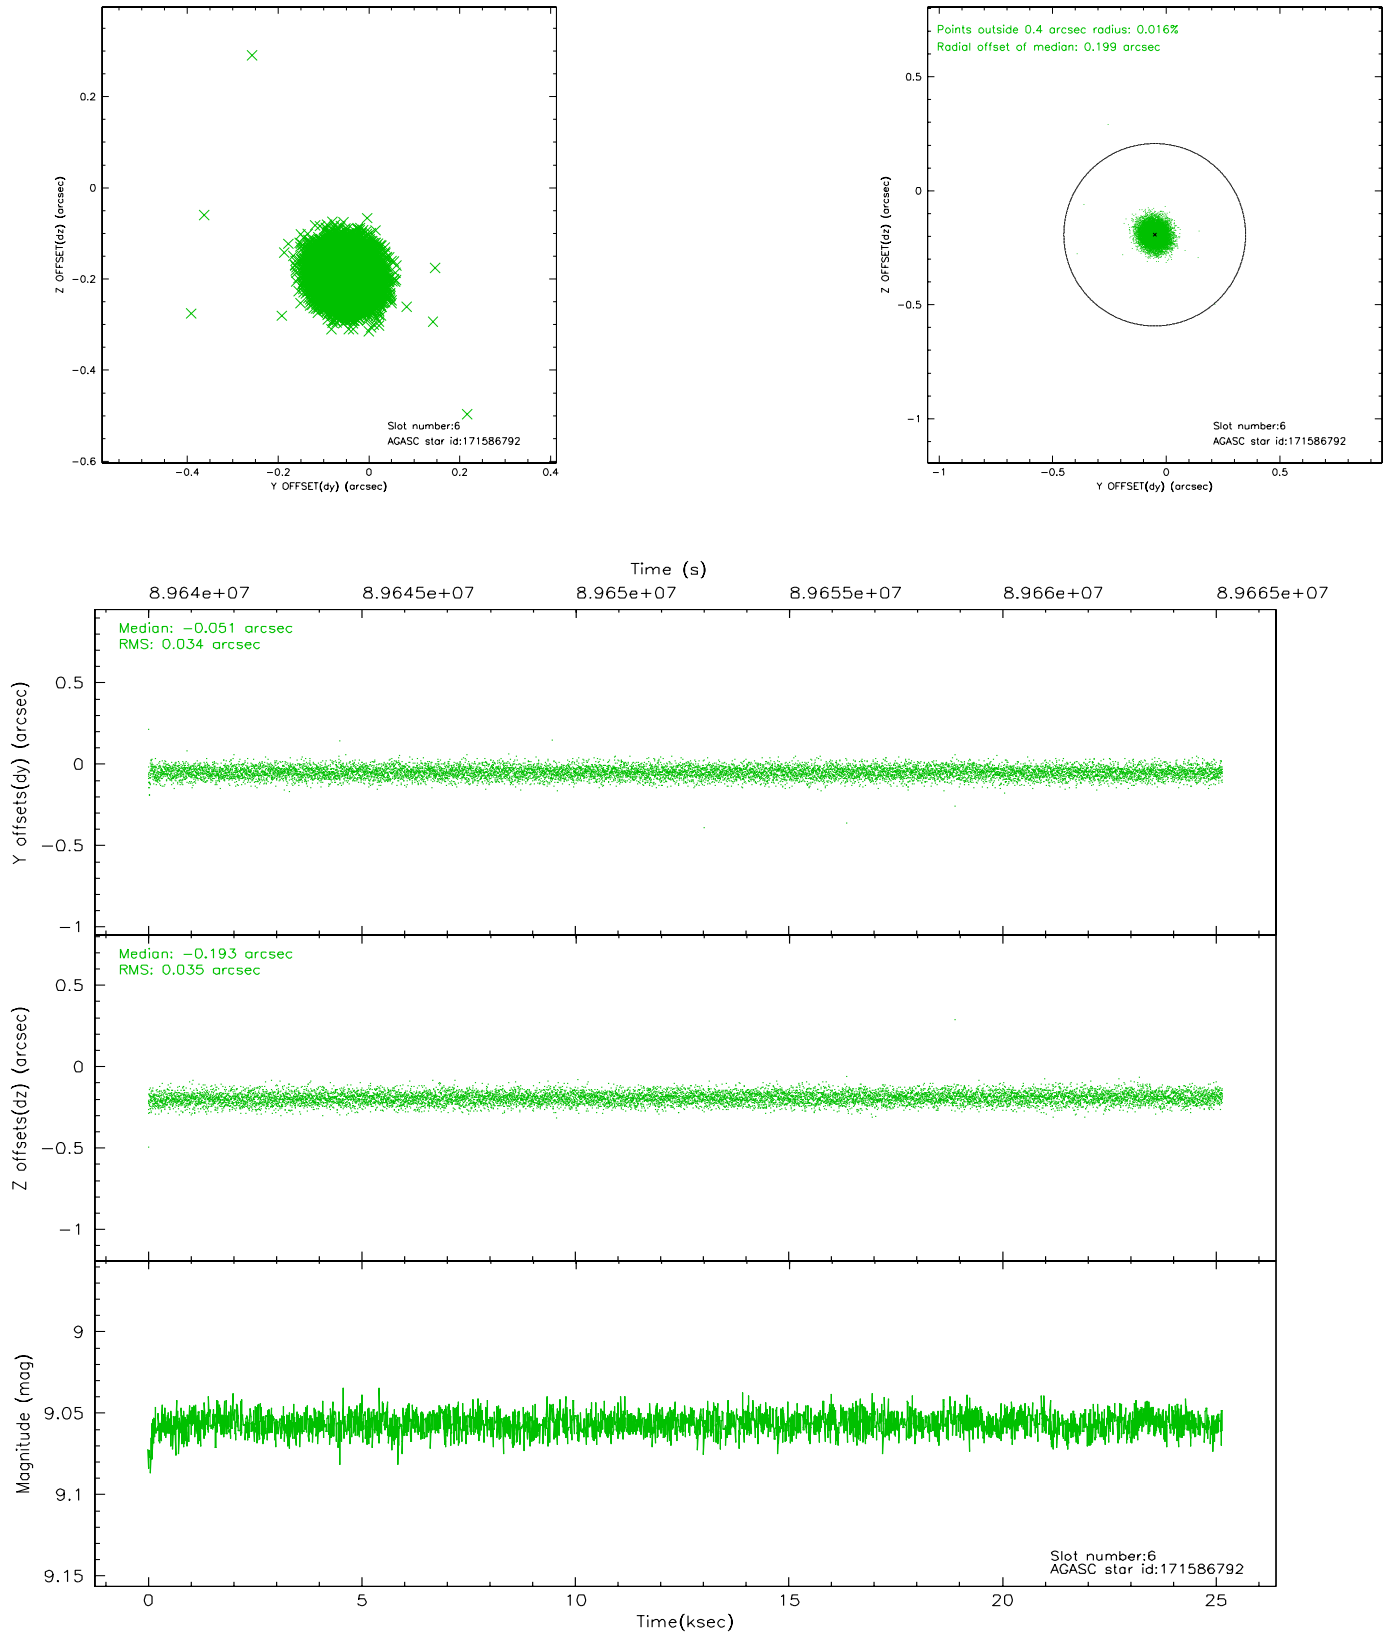 0.2
0
−0.2
−0.4
−0.6
Z OFFSET(dz) (arcsec)
−0.4
−0.2
0
0.2
0.4
Y OFFSET(dy) (arcsec)
Slot number:6
AGASC star id:171586792
Points outside 0.4 arcsec radius: 0.016%
Radial offset of median: 0.199 arcsec
0.5
0
−0.5
−1
Z OFFSET(dz) (arcsec)
−1
−0.5
0
0.5
Y OFFSET(dy) (arcsec)
Slot number:6
AGASC star id:171586792
Time (s)
8.964e+07
8.9645e+07
8.965e+07
8.9655e+07
8.966e+07
8.9665e+07
Median: −0.051 arcsec
RMS: 0.034 arcsec
0.5
0
−0.5
−1
Y offsets(dy) (arcsec)
Median: −0.193 arcsec
RMS: 0.035 arcsec
0.5
0
−0.5
−1
Z offsets(dz) (arcsec)
9
9.05
9.1
9.15
Magnitude (mag)
Slot number:6
AGASC star id:171586792
0
5
10
15
20
25
Time(ksec)